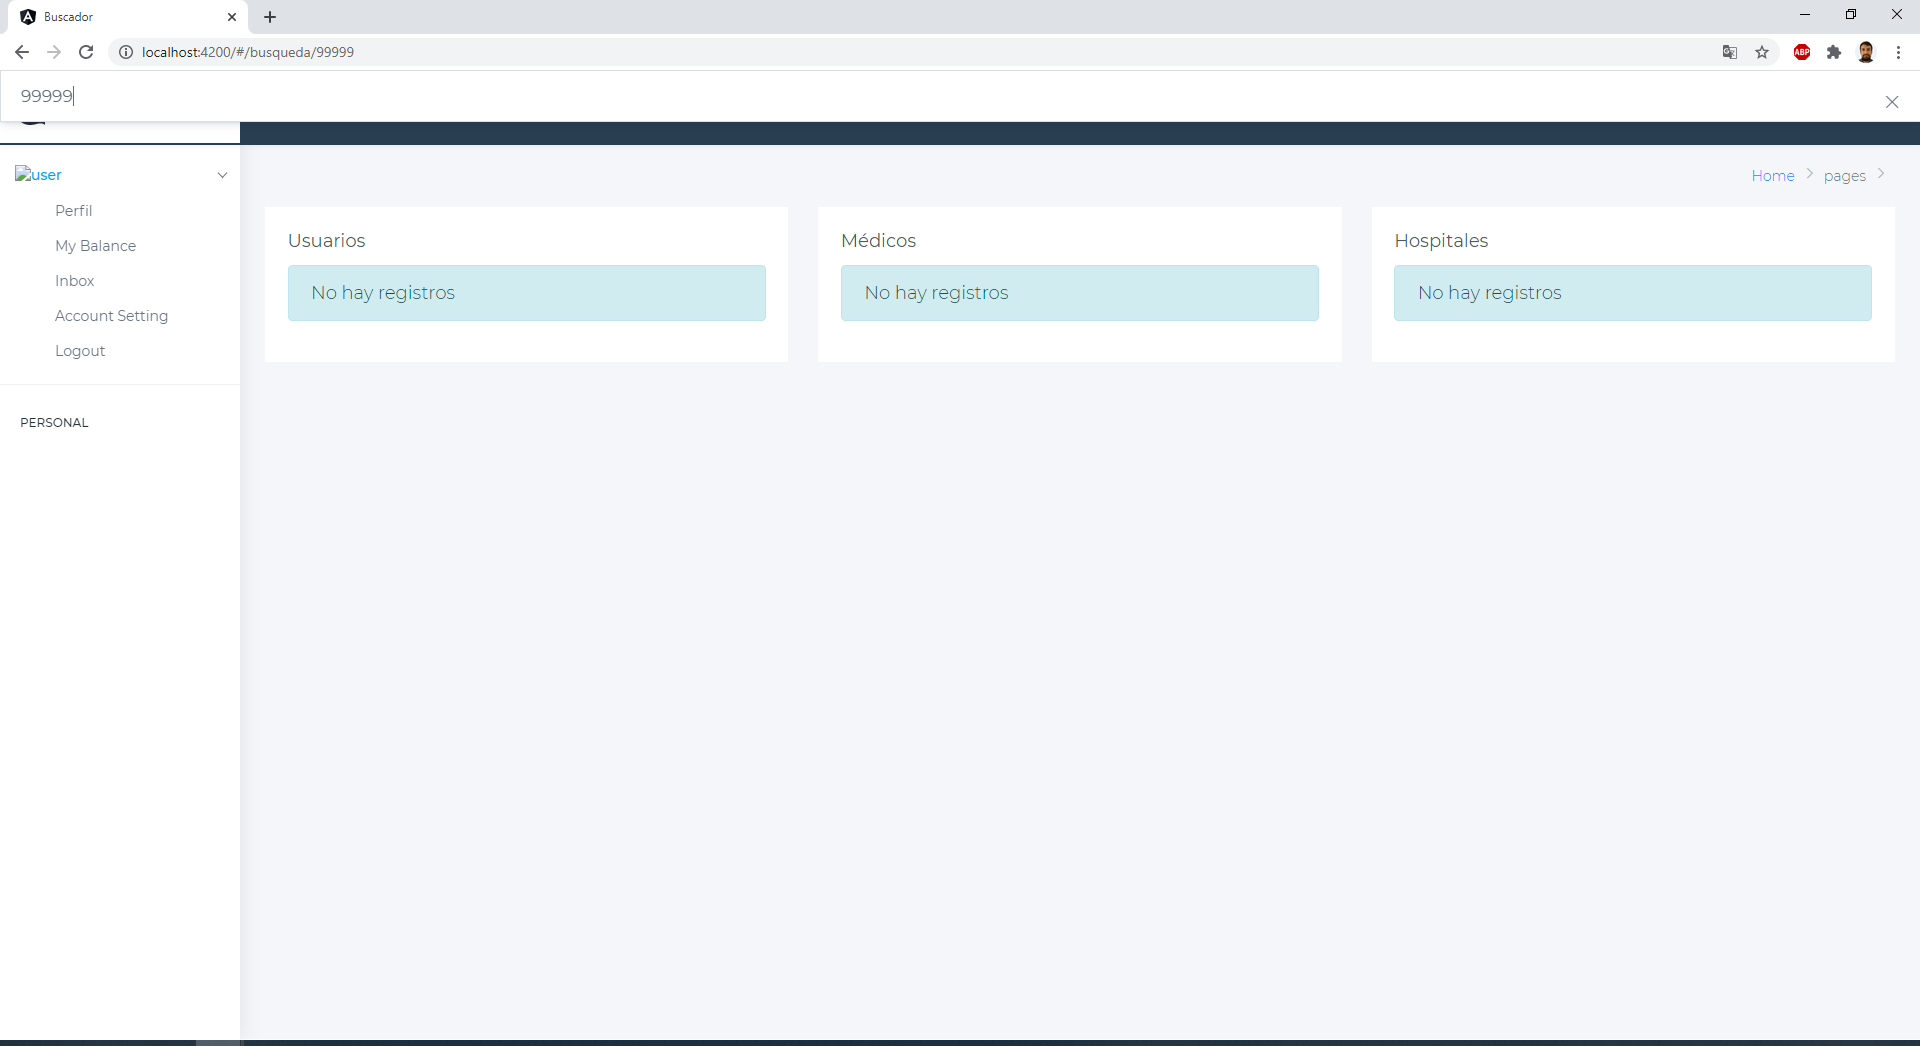 Buscador
localhost:4200/#/busqueda/99999
ABP
99999
user
Home
pages
Perfil
My Balance
Inbox
Account Setting
Logout
PERSONAL
Usuarios
No hay registros
Médicos
No hay registros
Hospitales
No hay registros